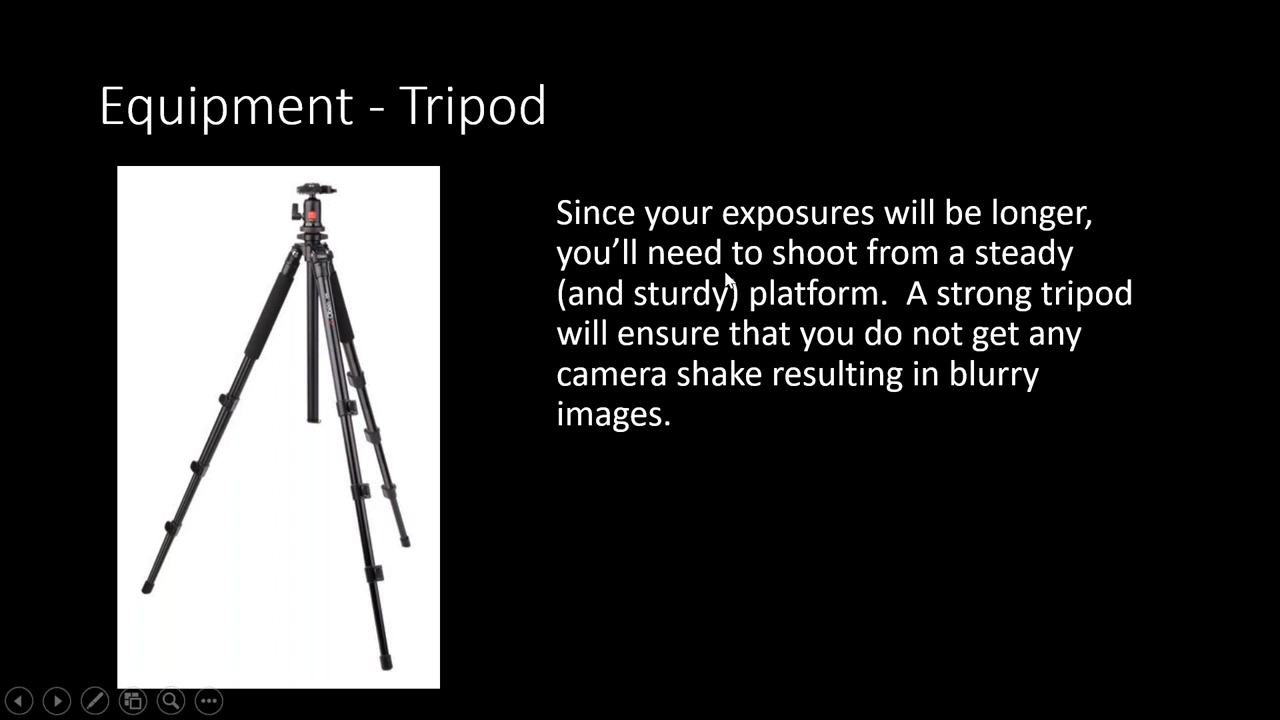 Equipment - Tripod
Since your exposures will be longer,
you’ll need to shoot from a steady
(and sturdy) platform.  A strong tripod
will ensure that you do not get any
camera shake resulting in blurry
images.